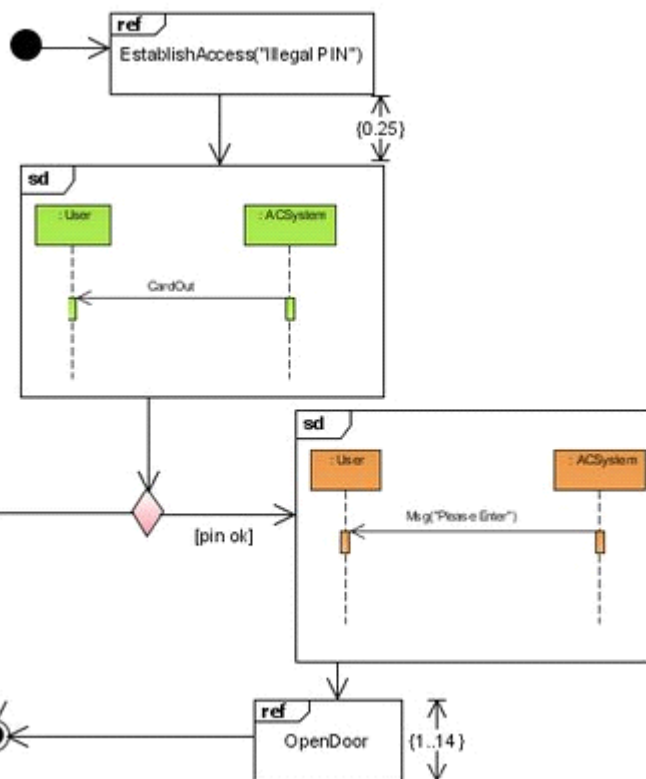 ref
EstablishAccess("Illegal PIN")
{0.25}
sd
: User
: ACSystem
CardOut
sd
: User
: ACSystem
Msg("Please Enter")
[pin ok]
ref
OpenDoor
{1..14}